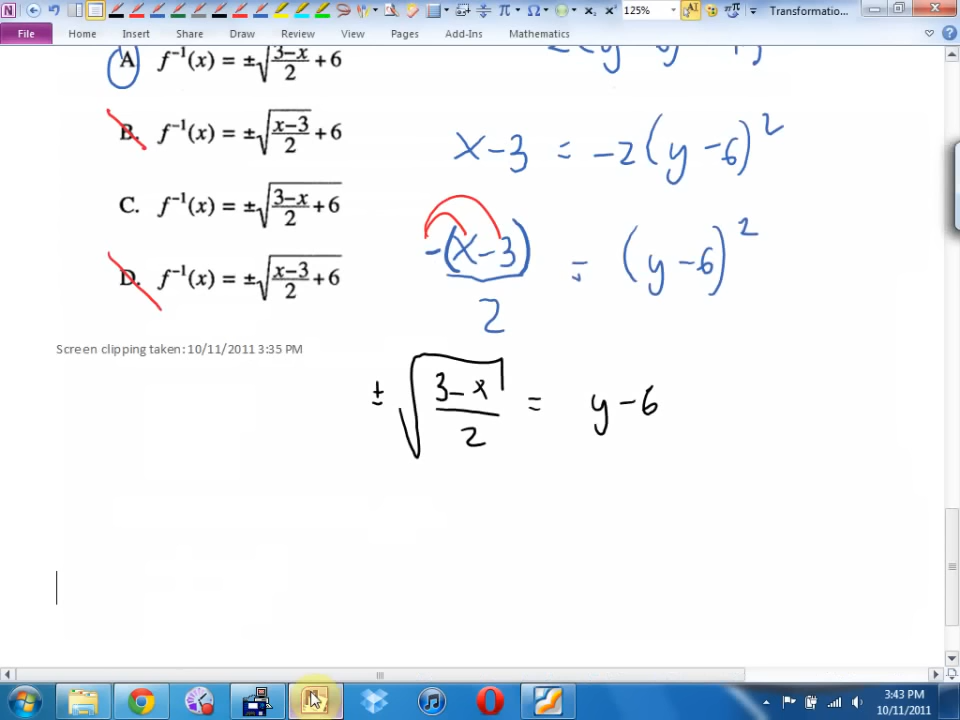 125% Transformatio...
File Home Insert Share Draw Review View Pages Add-Ins Mathematics
A f⁻¹(x) = ±√((3−x)/2) + 6
B. f⁻¹(x) = ±√((x−3)/2) + 6
C. f⁻¹(x) = ±√((3−x)/2 + 6)
D. f⁻¹(x) = ±√((x−3)/2 + 6)
Screen clipping taken: 10/11/2011 3:35 PM
x − 3 = −2(y − 6)²
−(x − 3)/2 = (y − 6)²
±√((3 − x)/2) = y − 6
3:43 PM
10/11/2011